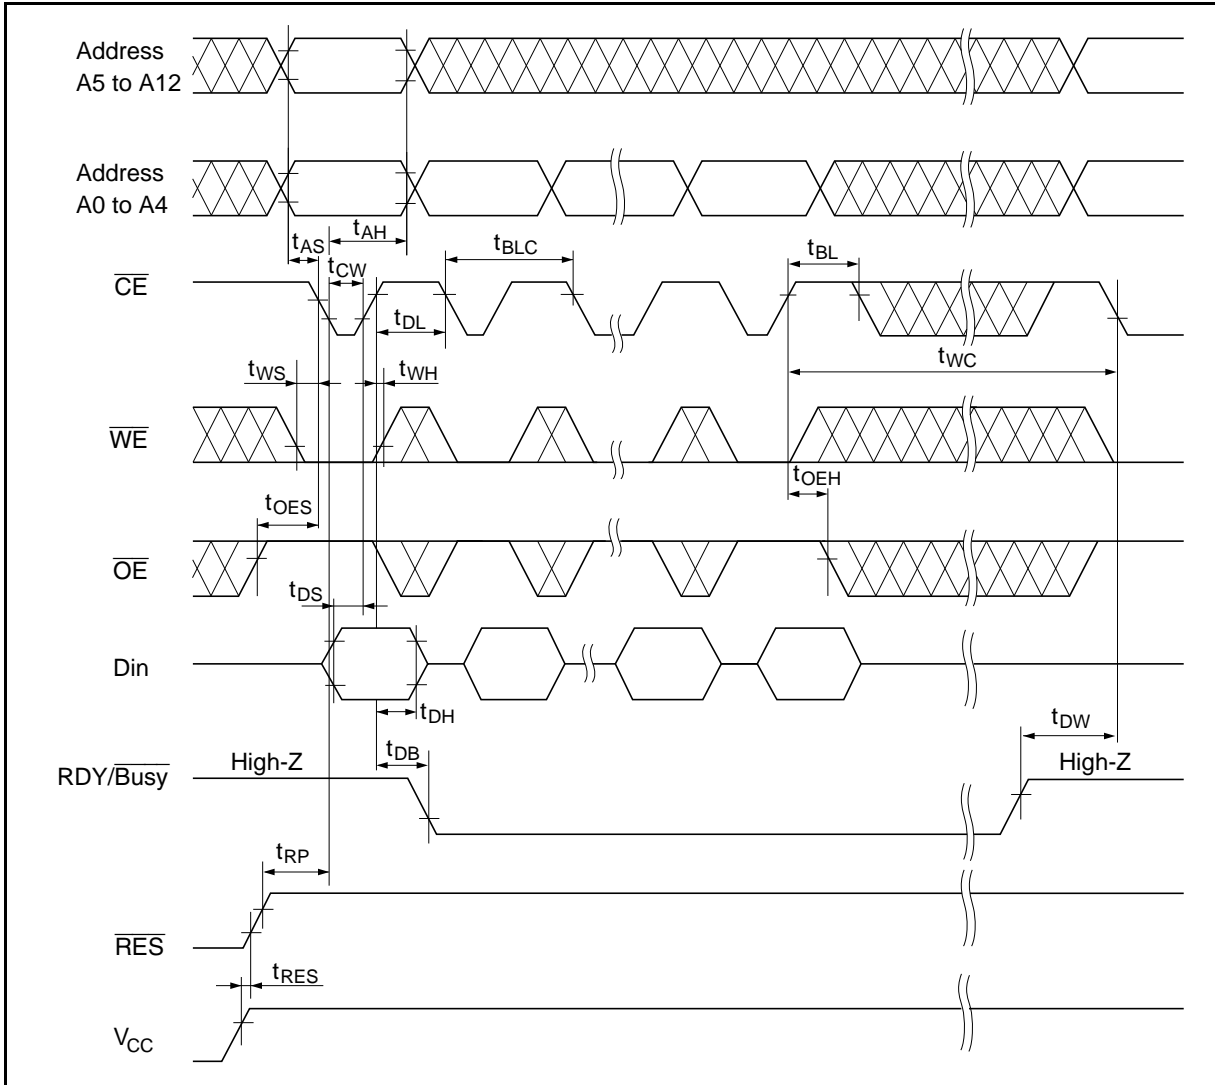 Address
A5 to A12
Address
A0 to A4
tAS
tAH
tBLC
tBL
tCW
CE
tDL
tWC
tWS
tWH
WE
tOES
tOEH
OE
tDS
Din
tDH
tDW
tDB
RDY/Busy
High-Z
High-Z
tRP
RES
tRES
VCC